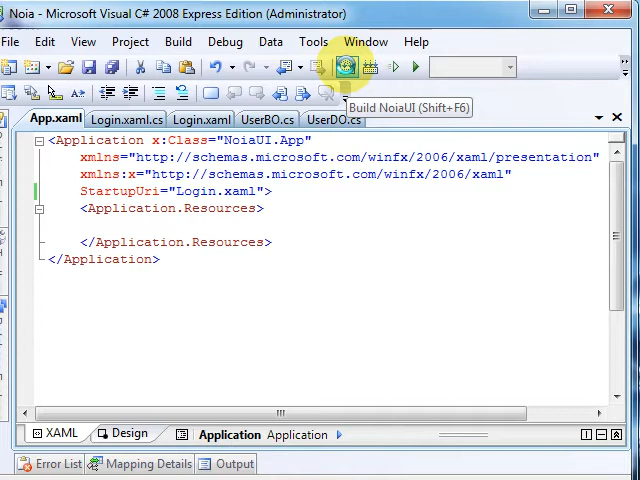 Noia - Microsoft Visual C# 2008 Express Edition (Administrator)
File Edit View Project Build Debug Data Tools Window Help
Build NoiaUI (Shift+F6)
App.xaml Login.xaml.cs Login.xaml UserBO.cs UserDO.cs
<Application x:Class="NoiaUI.App"
xmlns="http://schemas.microsoft.com/winfx/2006/xaml/presentation"
xmlns:x="http://schemas.microsoft.com/winfx/2006/xaml"
StartupUri="Login.xaml">
<Application.Resources>
</Application.Resources>
</Application>
XAML Design Application Application
Error List Mapping Details Output